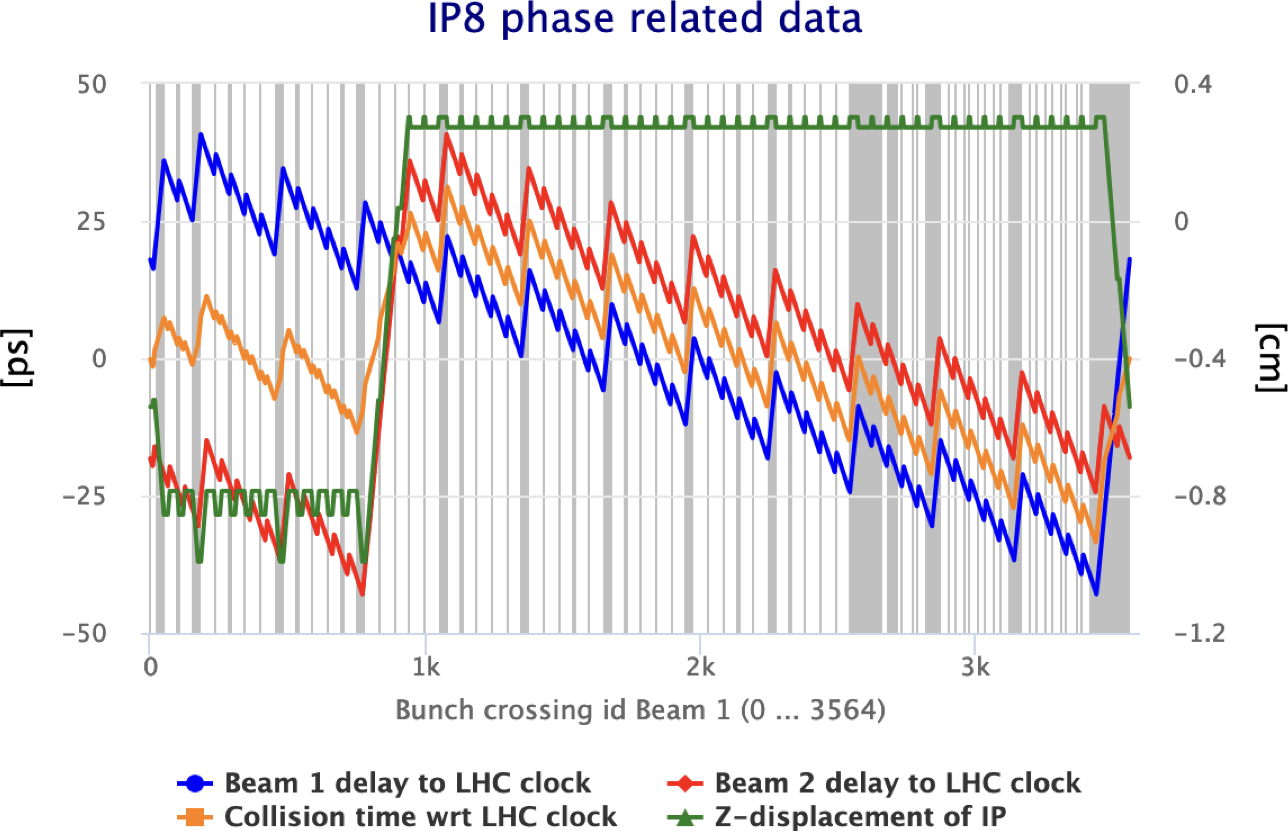 IP8 phase related data
50 0.4
25 0
0 -0.4
-25 -0.8
-50 -1.2
[ps]
[cm]
0 1k 2k 3k
Bunch crossing id Beam 1 (0 ... 3564)
Beam 1 delay to LHC clock Beam 2 delay to LHC clock
Collision time wrt LHC clock Z-displacement of IP